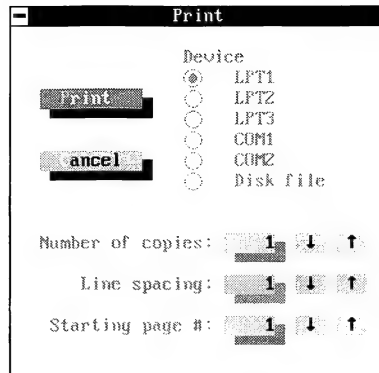 Print
Device
LPT1
Print
LPT2
LPT3
COM1
Cancel
COM2
Disk file
Number of copies: 1 ↓ ↑
Line spacing: 1 ↓ ↑
Starting page #: 1 ↓ ↑